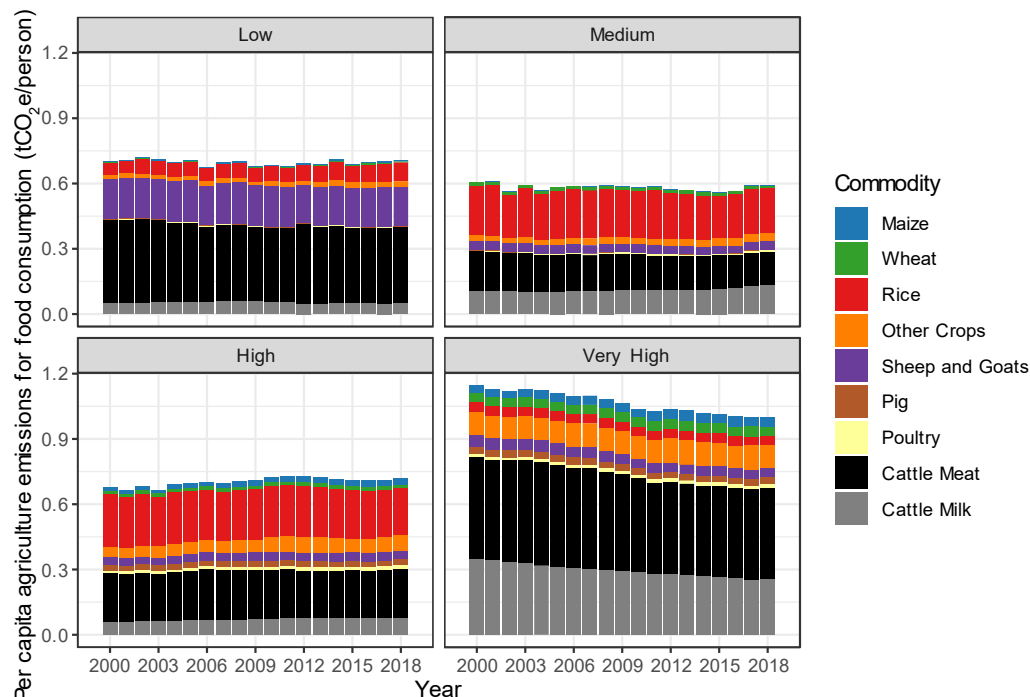 Per capita agriculture emissions for food consumption (tCO2e/person)
Low
Medium
1.2
0.9
0.6
0.3
0.0
High
Very High
1.2
0.9
0.6
0.3
0.0
2000 2003 2006 2009 2012 2015 2018
2000 2003 2006 2009 2012 2015 2018
Year
Commodity
Maize
Wheat
Rice
Other Crops
Sheep and Goats
Pig
Poultry
Cattle Meat
Cattle Milk